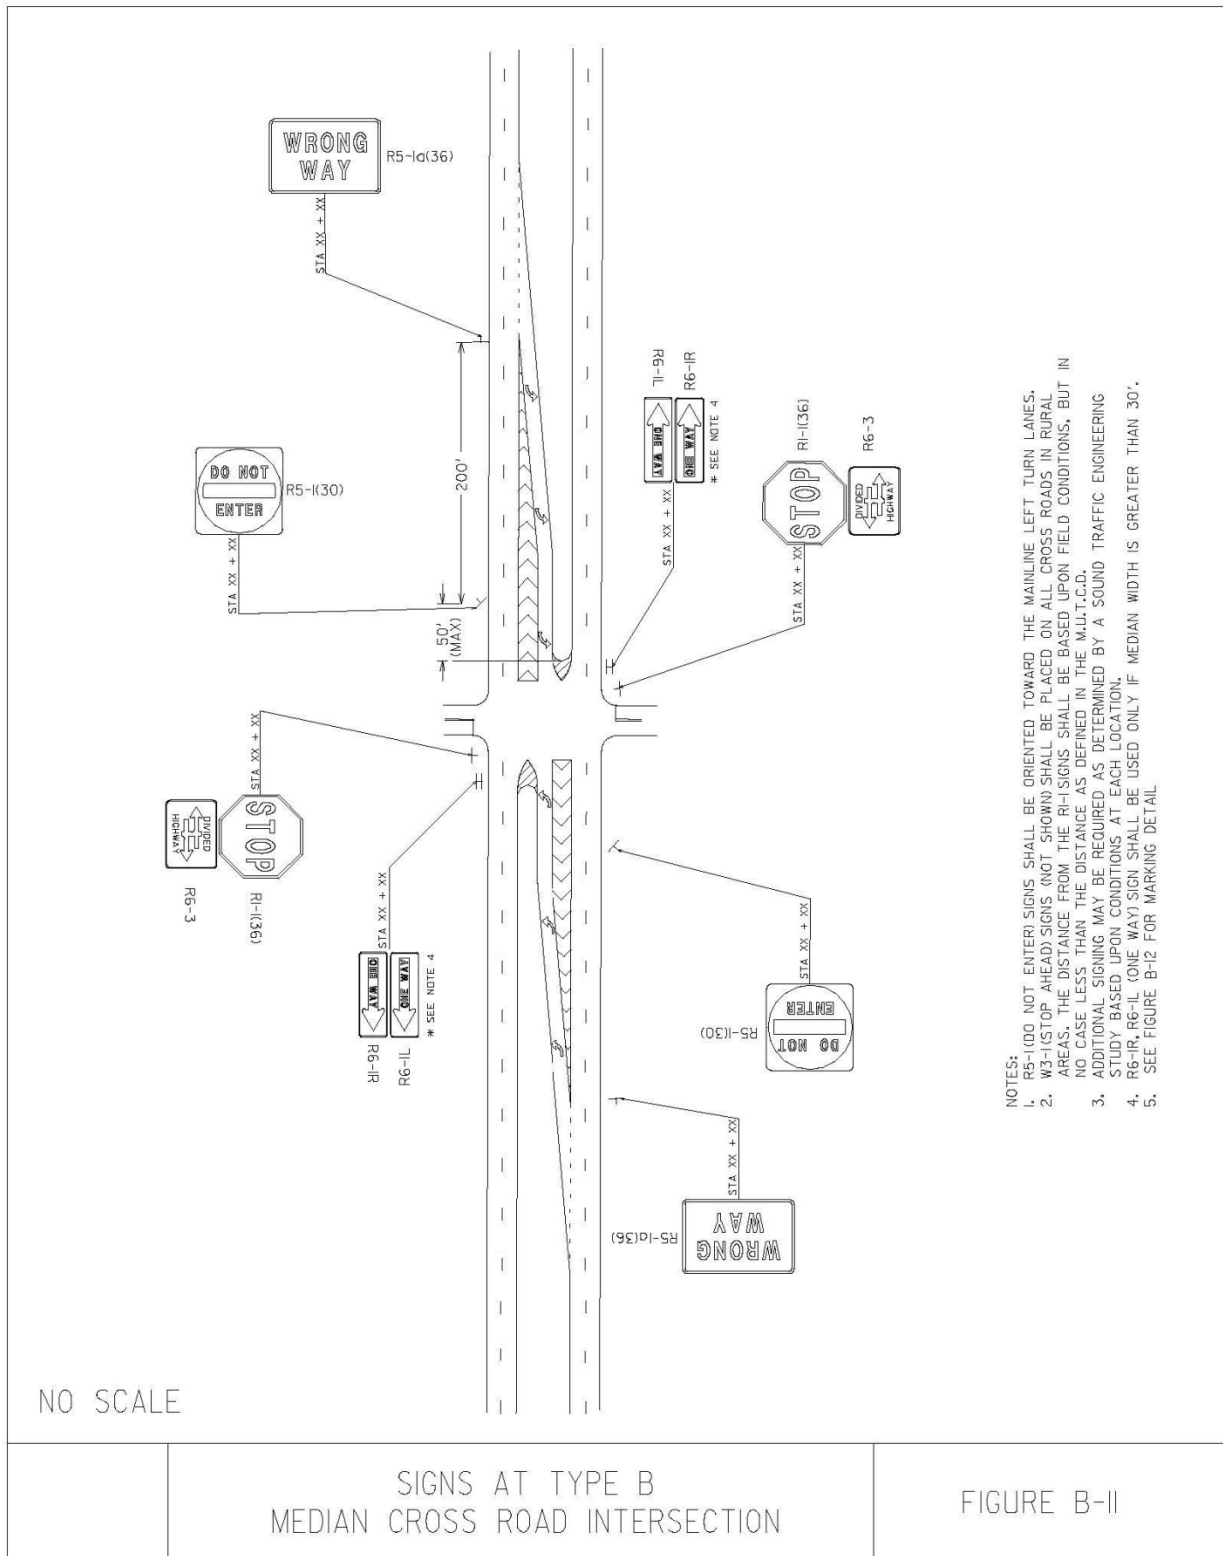 WRONG
WAY
R5-1a(36)
STA XX + XX
DO NOT
ENTER
R5-1(30)
STA XX + XX
200'
50'
(MAX)
R6-1L
ONE WAY
ONE WAY
R6-1R
* SEE NOTE 4
STA XX + XX
R1-1(36)
STOP
DIVIDED
HIGHWAY
R6-3
STA XX + XX
STA XX + XX
DIVIDED
HIGHWAY
STOP
R6-3
R1-1(36)
STA XX + XX
ONE WAY
ONE WAY
R6-1R
R6-1L
* SEE NOTE 4
STA XX + XX
DO NOT
ENTER
R5-1(30)
STA XX + XX
WRONG
WAY
R5-1a(36)
NOTES:
1. R5-1 (DO NOT ENTER) SIGNS SHALL BE ORIENTED TOWARD THE MAINLINE LEFT TURN LANES.
2. W3-1 (STOP AHEAD) SIGNS (NOT SHOWN) SHALL BE PLACED ON ALL CROSS ROADS IN RURAL
AREAS. THE DISTANCE FROM THE R1-1 SIGNS SHALL BE BASED UPON FIELD CONDITIONS, BUT IN
NO CASE LESS THAN THE DISTANCE AS DEFINED IN THE M.U.T.C.D.
3. ADDITIONAL SIGNING MAY BE REQUIRED AS DETERMINED BY A SOUND TRAFFIC ENGINEERING
STUDY BASED UPON CONDITIONS AT EACH LOCATION.
4. R6-1R, R6-1L (ONE WAY) SIGN SHALL BE USED ONLY IF MEDIAN WIDTH IS GREATER THAN 30'.
5. SEE FIGURE B-12 FOR MARKING DETAIL
NO SCALE
SIGNS AT TYPE B
MEDIAN CROSS ROAD INTERSECTION
FIGURE B-11